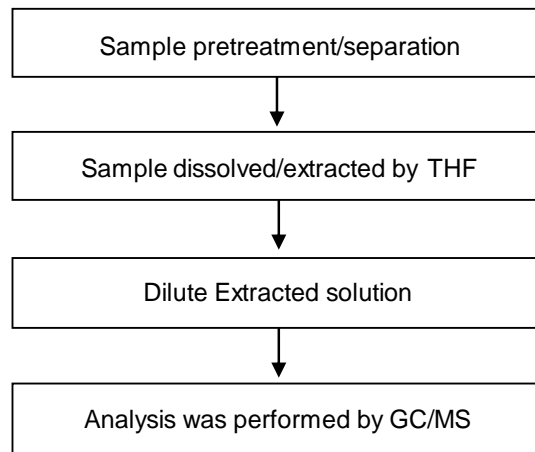 Sample pretreatment/separation
Sample dissolved/extracted by THF
Dilute Extracted solution
Analysis was performed by GC/MS